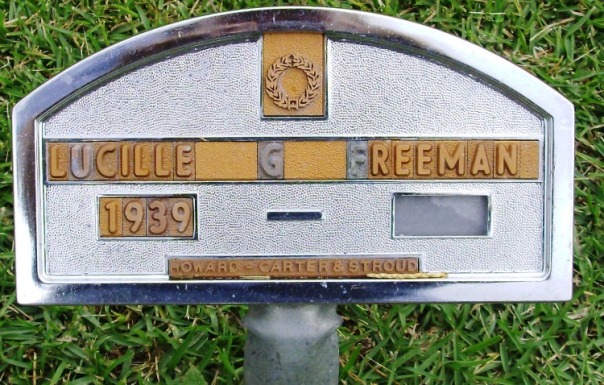 LUCILLE G FREEMAN
1939 -
HOWARD - CARTER & STROUD